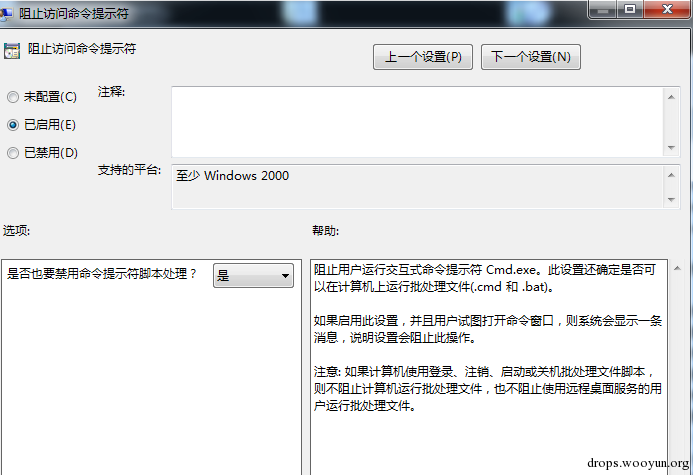 阻止访问命令提示符
阻止访问命令提示符
上一个设置(P)
下一个设置(N)
未配置(C)
注释:
已启用(E)
已禁用(D)
支持的平台:
至少 Windows 2000
选项:
帮助:
是否也要禁用命令提示符脚本处理？
是
阻止用户运行交互式命令提示符 Cmd.exe。此设置还确定是否可
以在计算机上运行批处理文件(.cmd 和 .bat)。
如果启用此设置，并且用户试图打开命令窗口，则系统会显示一条
消息，说明设置会阻止此操作。
注意: 如果计算机使用登录、注销、启动或关机批处理文件脚本，
则不阻止计算机运行批处理文件，也不阻止使用远程桌面服务的用
户运行批处理文件。
drops.wooyun.org